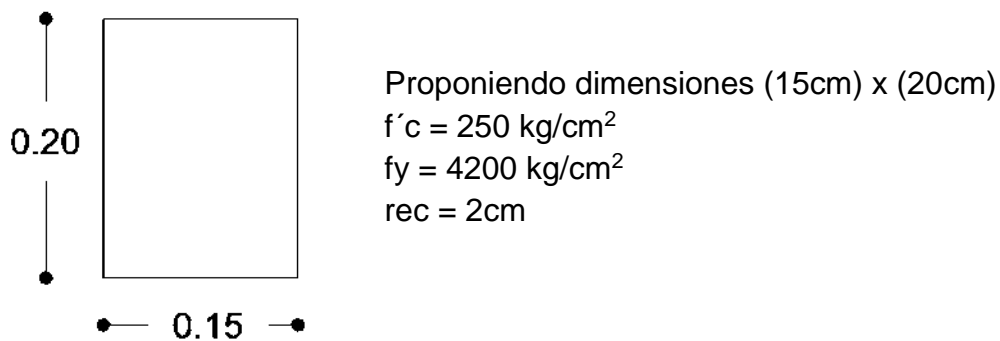 0.20
0.15
Proponiendo dimensiones (15cm) x (20cm)
f´c = 250 kg/cm²
fy = 4200 kg/cm²
rec = 2cm